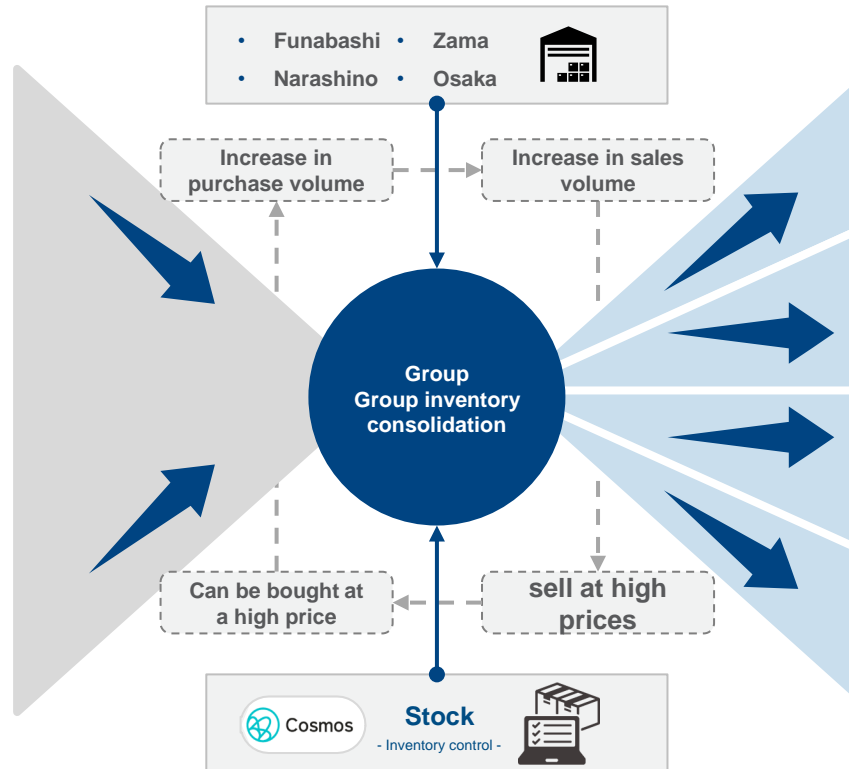 • Funabashi • Zama
• Narashino • Osaka
Increase in
purchase volume
Increase in sales
volume
Group
Group inventory
consolidation
Can be bought at
a high price
sell at high
prices
Cosmos
Stock
- Inventory control -